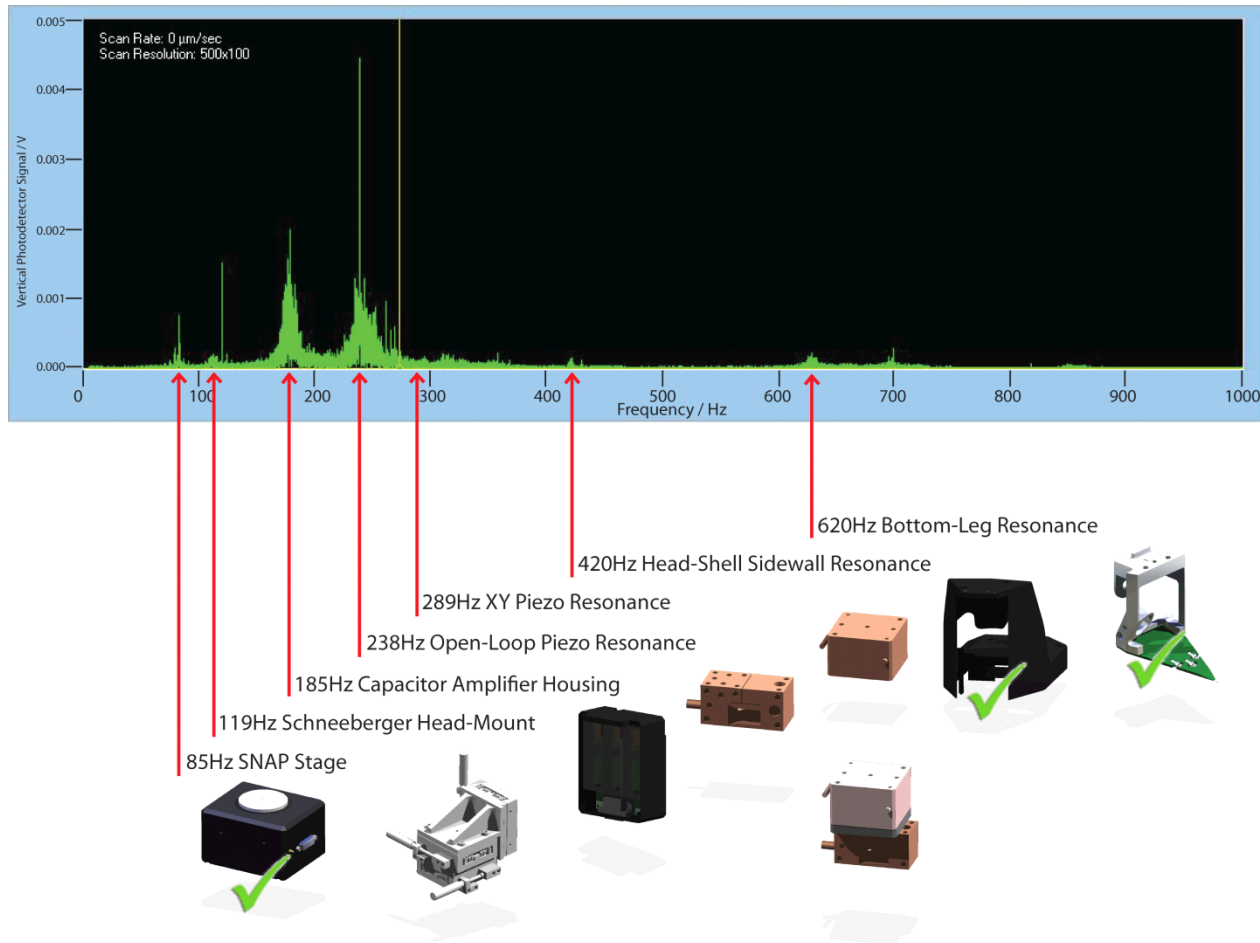 0.005
Scan Rate: 0 µm/sec
Scan Resolution: 500x100
0.004
0.003
0.002
0.001
0.000
Vertical Photodetector Signal / V
0 100 200 300 400 500 600 700 800 900 1000
Frequency / Hz
620Hz Bottom-Leg Resonance
420Hz Head-Shell Sidewall Resonance
289Hz XY Piezo Resonance
238Hz Open-Loop Piezo Resonance
185Hz Capacitor Amplifier Housing
119Hz Schneeberger Head-Mount
85Hz SNAP Stage